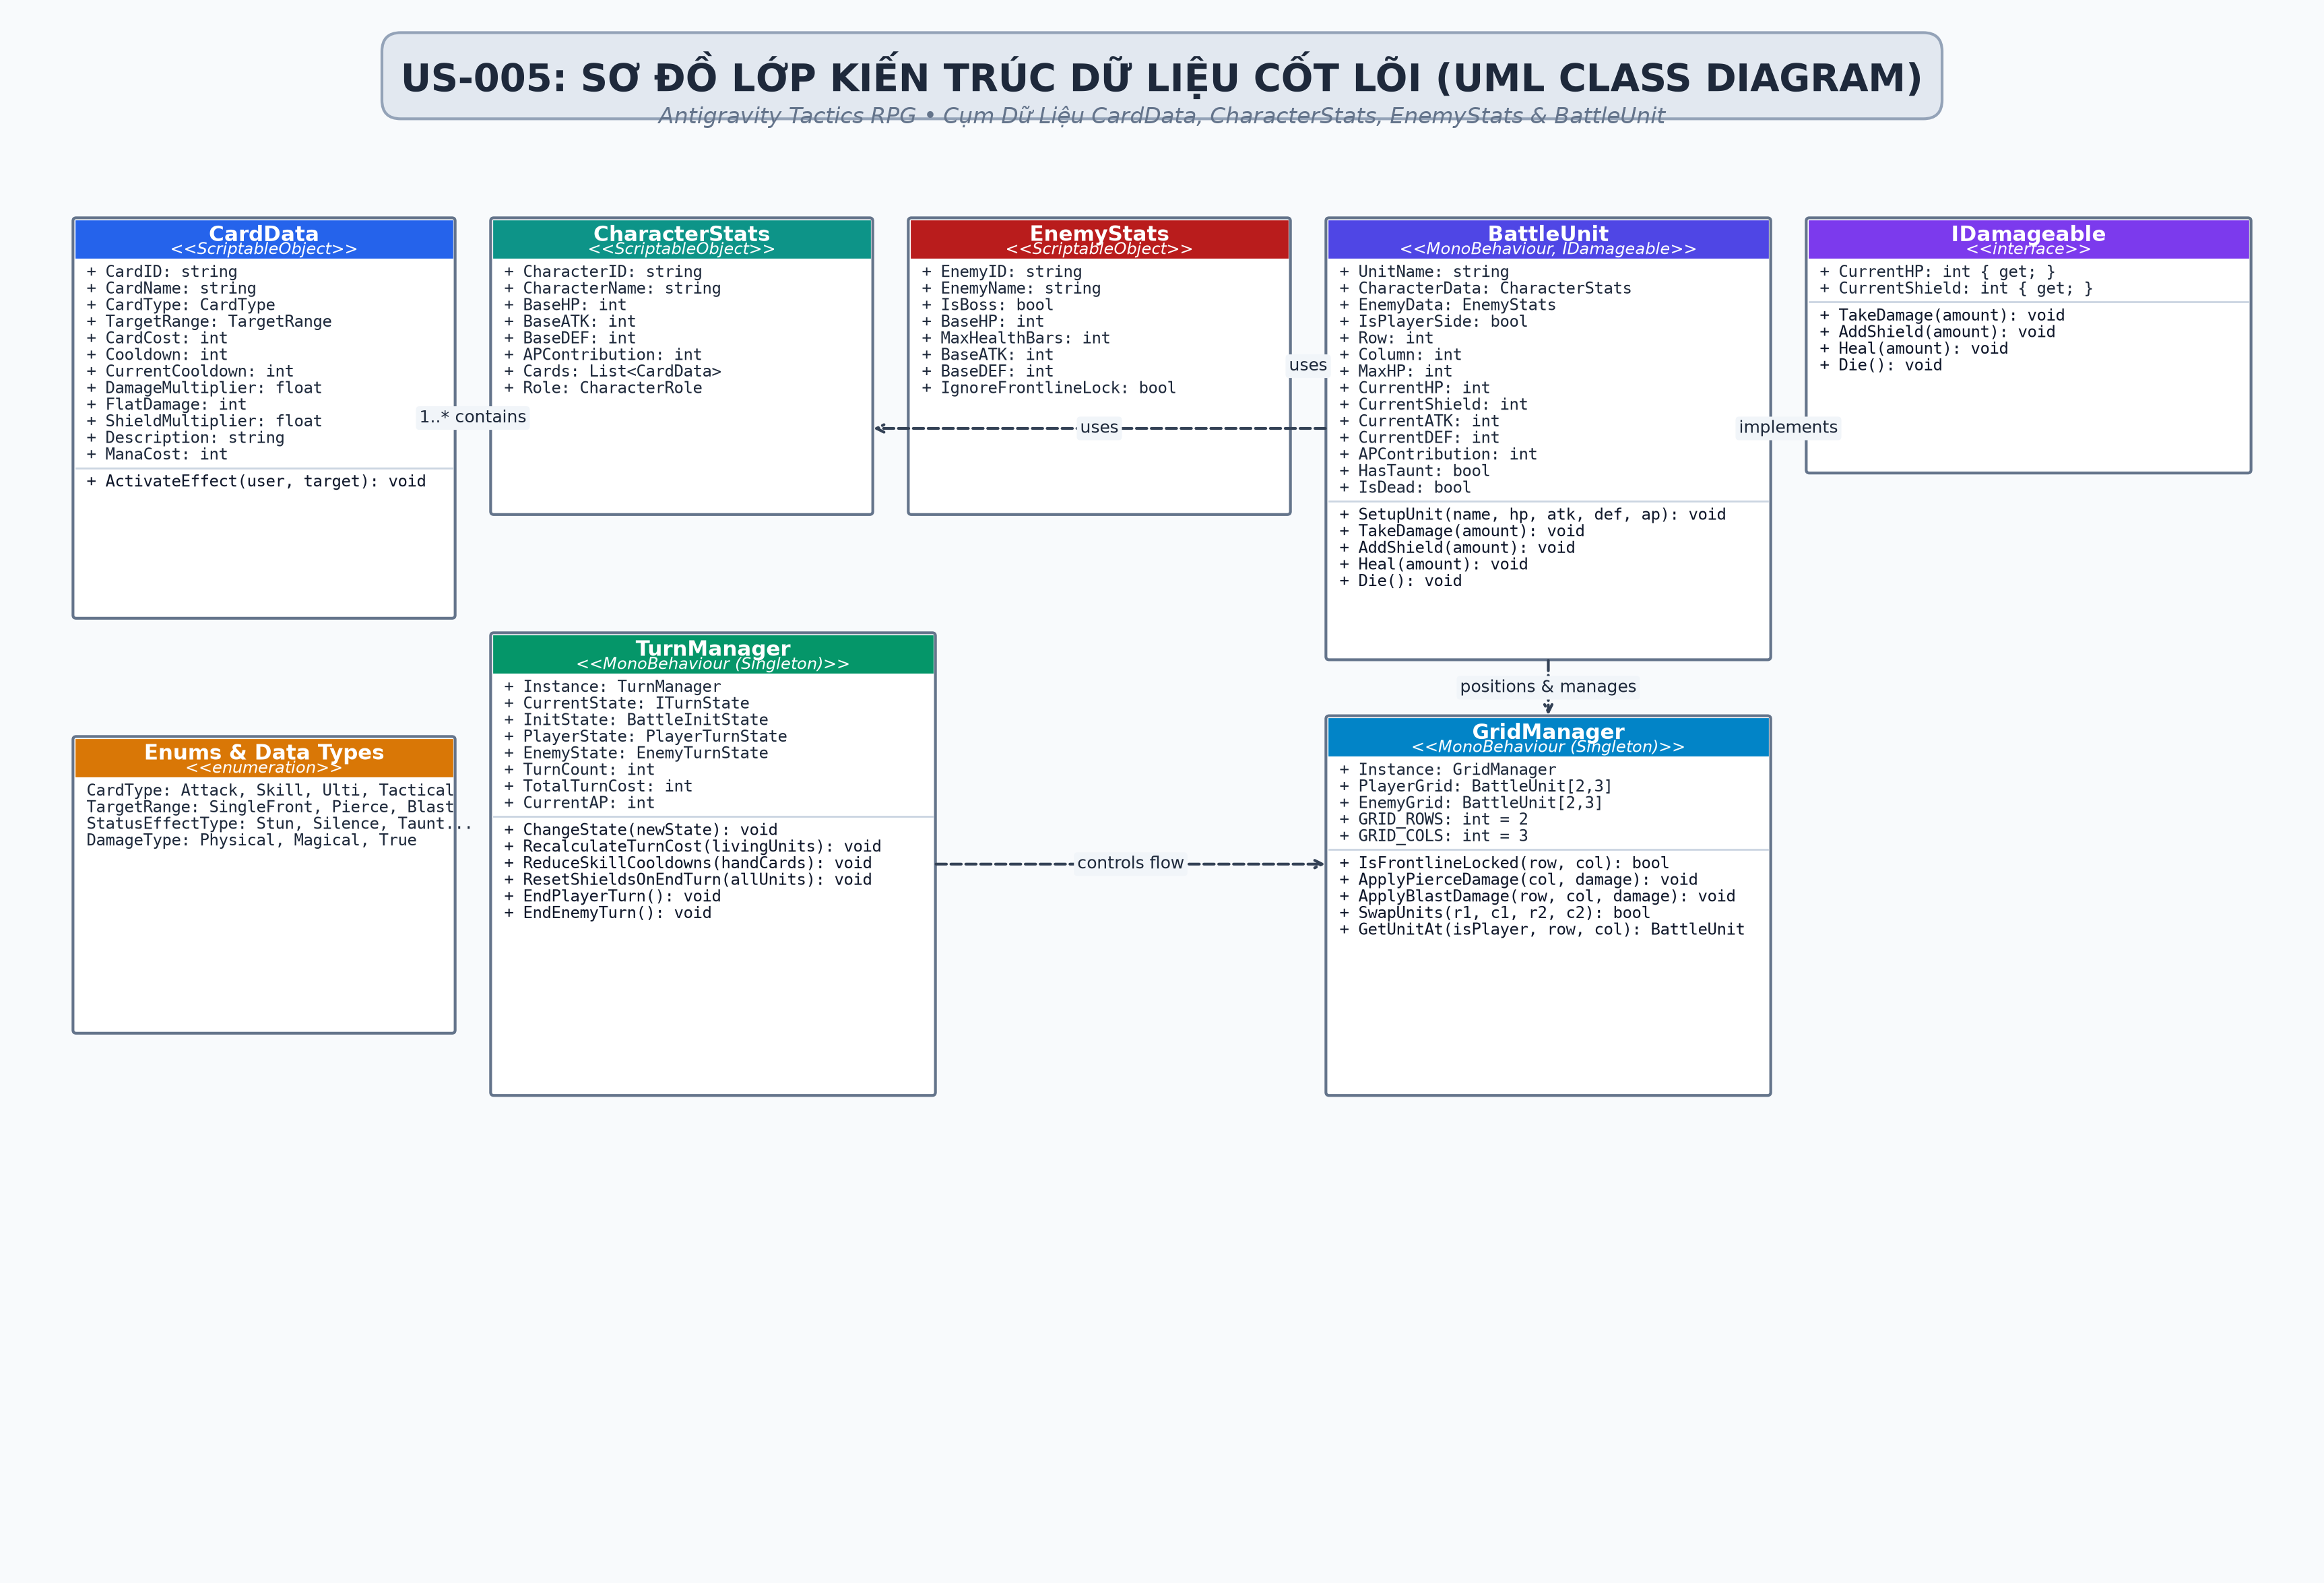 US-005: SƠ ĐỒ LỚP KIẾN TRÚC DỮ LIỆU CỐT LÕI (UML CLASS DIAGRAM)
Antigravity Tactics RPG • Cụm Dữ Liệu CardData, CharacterStats, EnemyStats & BattleUnit
CardData
<<ScriptableObject>>
+ CardID: string
+ CardName: string
+ CardType: CardType
+ TargetRange: TargetRange
+ CardCost: int
+ Cooldown: int
+ CurrentCooldown: int
+ DamageMultiplier: float
+ FlatDamage: int
+ ShieldMultiplier: float
+ Description: string
+ ManaCost: int
+ ActivateEffect(user, target): void
1..* contains
CharacterStats
<<ScriptableObject>>
+ CharacterID: string
+ CharacterName: string
+ BaseHP: int
+ BaseATK: int
+ BaseDEF: int
+ APContribution: int
+ Cards: List<CardData>
+ Role: CharacterRole
EnemyStats
<<ScriptableObject>>
+ EnemyID: string
+ EnemyName: string
+ IsBoss: bool
+ BaseHP: int
+ MaxHealthBars: int
+ BaseATK: int
+ BaseDEF: int
+ IgnoreFrontlineLock: bool
uses
uses
BattleUnit
<<MonoBehaviour, IDamageable>>
+ UnitName: string
+ CharacterData: CharacterStats
+ EnemyData: EnemyStats
+ IsPlayerSide: bool
+ Row: int
+ Column: int
+ MaxHP: int
+ CurrentHP: int
+ CurrentShield: int
+ CurrentATK: int
+ CurrentDEF: int
+ APContribution: int
+ HasTaunt: bool
+ IsDead: bool
+ SetupUnit(name, hp, atk, def, ap): void
+ TakeDamage(amount): void
+ AddShield(amount): void
+ Heal(amount): void
+ Die(): void
implements
IDamageable
<<interface>>
+ CurrentHP: int { get; }
+ CurrentShield: int { get; }
+ TakeDamage(amount): void
+ AddShield(amount): void
+ Heal(amount): void
+ Die(): void
Enums & Data Types
<<enumeration>>
CardType: Attack, Skill, Ulti, Tactical
TargetRange: SingleFront, Pierce, Blast
StatusEffectType: Stun, Silence, Taunt...
DamageType: Physical, Magical, True
TurnManager
<<MonoBehaviour (Singleton)>>
+ Instance: TurnManager
+ CurrentState: ITurnState
+ InitState: BattleInitState
+ PlayerState: PlayerTurnState
+ EnemyState: EnemyTurnState
+ TurnCount: int
+ TotalTurnCost: int
+ CurrentAP: int
+ ChangeState(newState): void
+ RecalculateTurnCost(livingUnits): void
+ ReduceSkillCooldowns(handCards): void
+ ResetShieldsOnEndTurn(allUnits): void
+ EndPlayerTurn(): void
+ EndEnemyTurn(): void
controls flow
positions & manages
GridManager
<<MonoBehaviour (Singleton)>>
+ Instance: GridManager
+ PlayerGrid: BattleUnit[2,3]
+ EnemyGrid: BattleUnit[2,3]
+ GRID_ROWS: int = 2
+ GRID_COLS: int = 3
+ IsFrontlineLocked(row, col): bool
+ ApplyPierceDamage(col, damage): void
+ ApplyBlastDamage(row, col, damage): void
+ SwapUnits(r1, c1, r2, c2): bool
+ GetUnitAt(isPlayer, row, col): BattleUnit